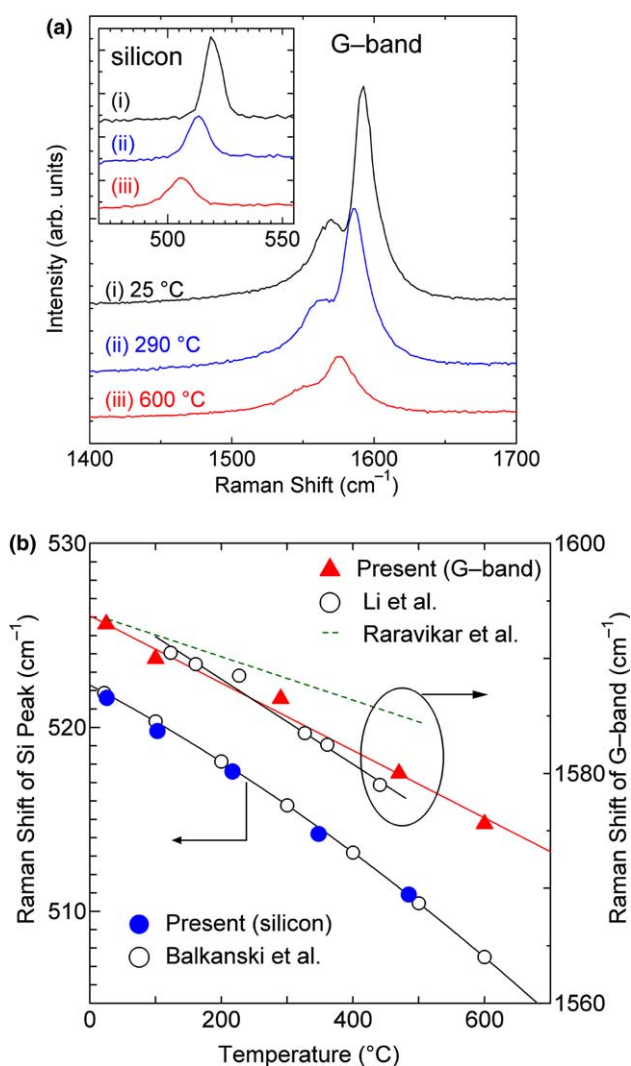 (a)
silicon
(i)
(ii)
(iii)
500
550
G–band
(i) 25 °C
(ii) 290 °C
(iii) 600 °C
Intensity (arb. units)
1400
1500
1600
1700
Raman Shift (cm⁻¹)
(b)
530
520
510
Raman Shift of Si Peak (cm⁻¹)
1600
1580
1560
Raman Shift of G–band (cm⁻¹)
Present (G–band)
Li et al.
Raravikar et al.
Present (silicon)
Balkanski et al.
0
200
400
600
Temperature (°C)